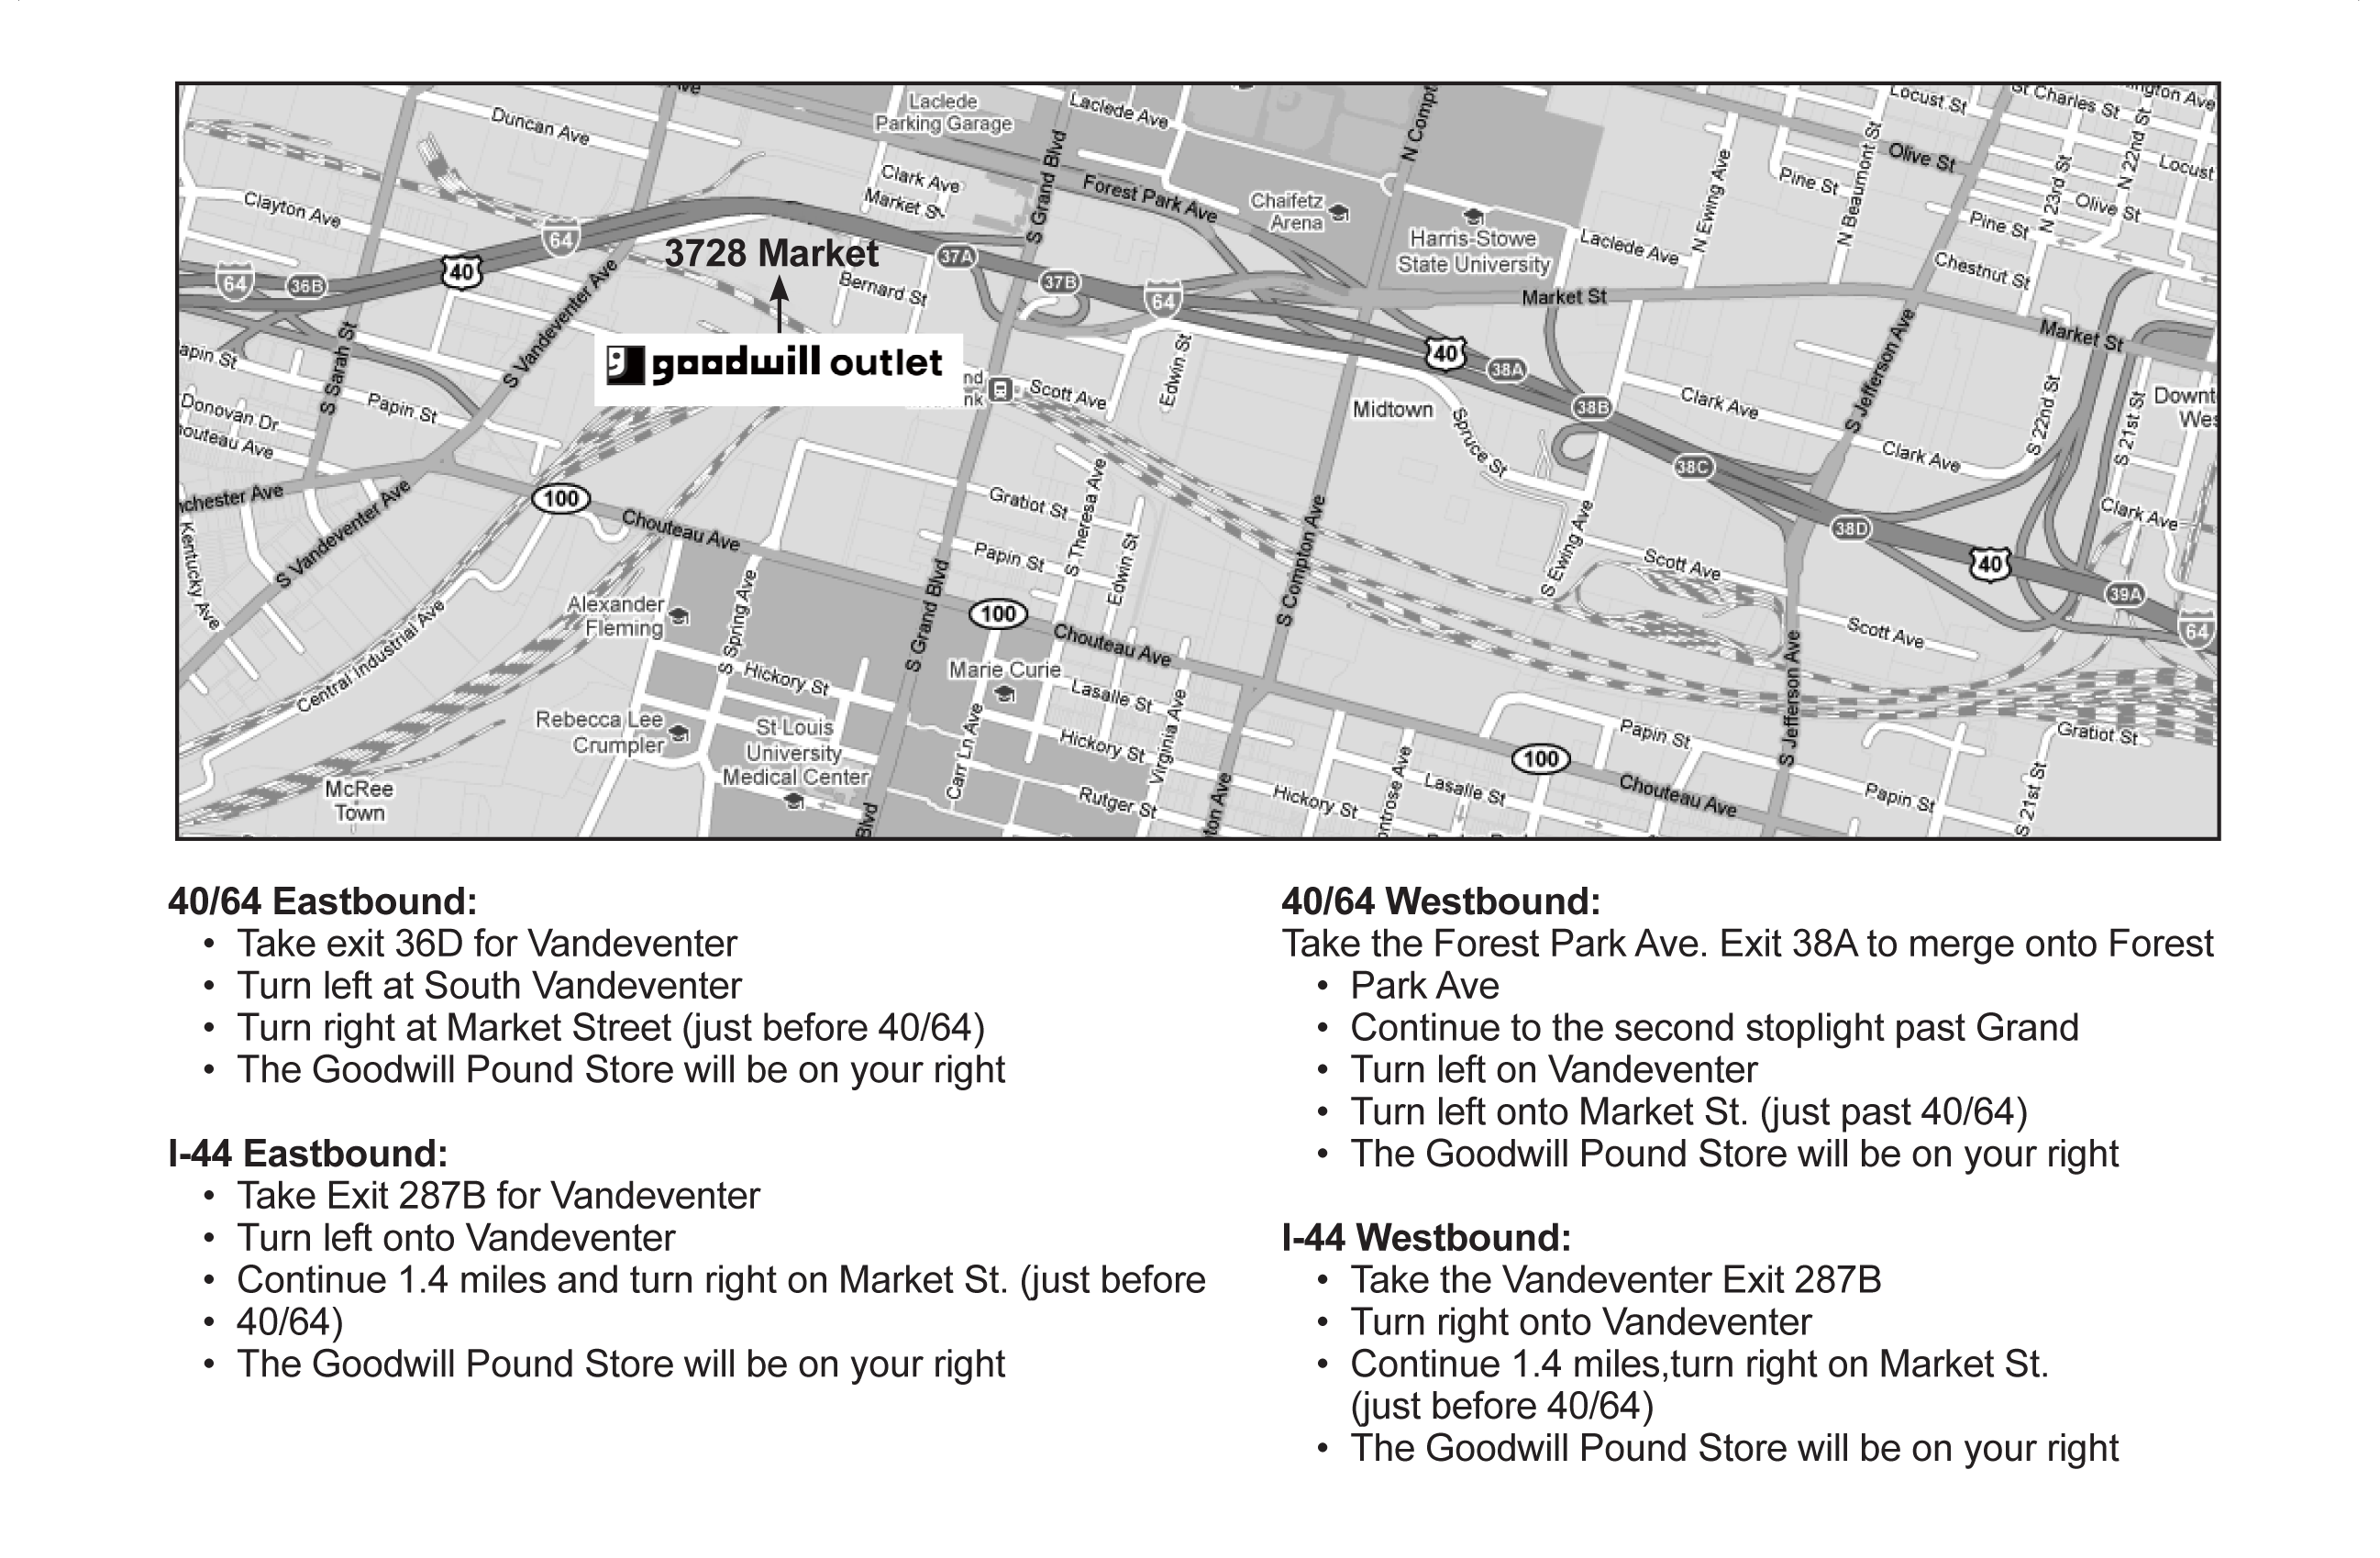 Ave
Laclede
Parking Garage
Laclede Ave
N Compt
Locust St
St Charles St
ngton Ave
Duncan Ave
S Grand Blvd
N Ewing Ave
N Beaumont St
Olive St
N 23rd St
N 22nd St
Locust
Clark Ave
Market St
Forest Park Ave
Chaifetz
Arena
Pine St
Olive St
Clayton Ave
Harris-Stowe
State University
Laclede Ave
Pine St
64
40
64
36B
3728 Market
37A
37B
64
Bernard St
Market St
Chestnut St
Market St
S Vandeventer Ave
S Sarah St
apin St
goodwill outlet
nd
nk
Scott Ave
Edwin St
40
38A
38B
Midtown
Spruce St
Clark Ave
S Jefferson Ave
S 22nd St
S 21st St
Downt
Wes
Donovan Dr
Papin St
outeau Ave
Clark Ave
38C
nchester Ave
100
Chouteau Ave
Gratiot St
S Theresa Ave
S Compton Ave
S Ewing Ave
38D
Clark Ave
Kentucky Ave
S Vandeventer Ave
Papin St
Edwin St
Scott Ave
40
39A
64
Central Industrial Ave
Alexander
Fleming
S Spring Ave
S Grand Blvd
100
Chouteau Ave
Scott Ave
S Jefferson Ave
Hickory St
Marie Curie
Lasalle St
Virginia Ave
Rebecca Lee
Crumpler
St Louis
University
Medical Center
Carr Ln Ave
Hickory St
Papin St
Gratiot St
McRee
Town
Blvd
Rutger St
ton Ave
Hickory St
ontrose Ave
Lasalle St
100
Chouteau Ave
Papin St
S 21st St
40/64 Eastbound:
• Take exit 36D for Vandeventer
• Turn left at South Vandeventer
• Turn right at Market Street (just before 40/64)
• The Goodwill Pound Store will be on your right
I-44 Eastbound:
• Take Exit 287B for Vandeventer
• Turn left onto Vandeventer
• Continue 1.4 miles and turn right on Market St. (just before
• 40/64)
• The Goodwill Pound Store will be on your right
40/64 Westbound:
Take the Forest Park Ave. Exit 38A to merge onto Forest
• Park Ave
• Continue to the second stoplight past Grand
• Turn left on Vandeventer
• Turn left onto Market St. (just past 40/64)
• The Goodwill Pound Store will be on your right
I-44 Westbound:
• Take the Vandeventer Exit 287B
• Turn right onto Vandeventer
• Continue 1.4 miles,turn right on Market St.
(just before 40/64)
• The Goodwill Pound Store will be on your right